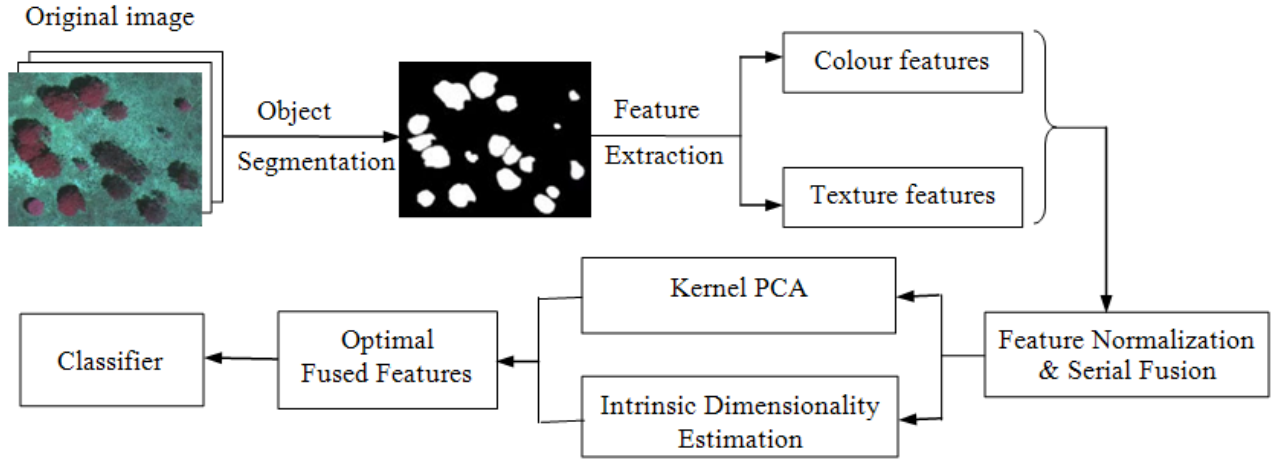 Original image
Object
Segmentation
Feature
Extraction
Colour features
Texture features
Feature Normalization
& Serial Fusion
Kernel PCA
Intrinsic Dimensionality
Estimation
Optimal
Fused Features
Classifier